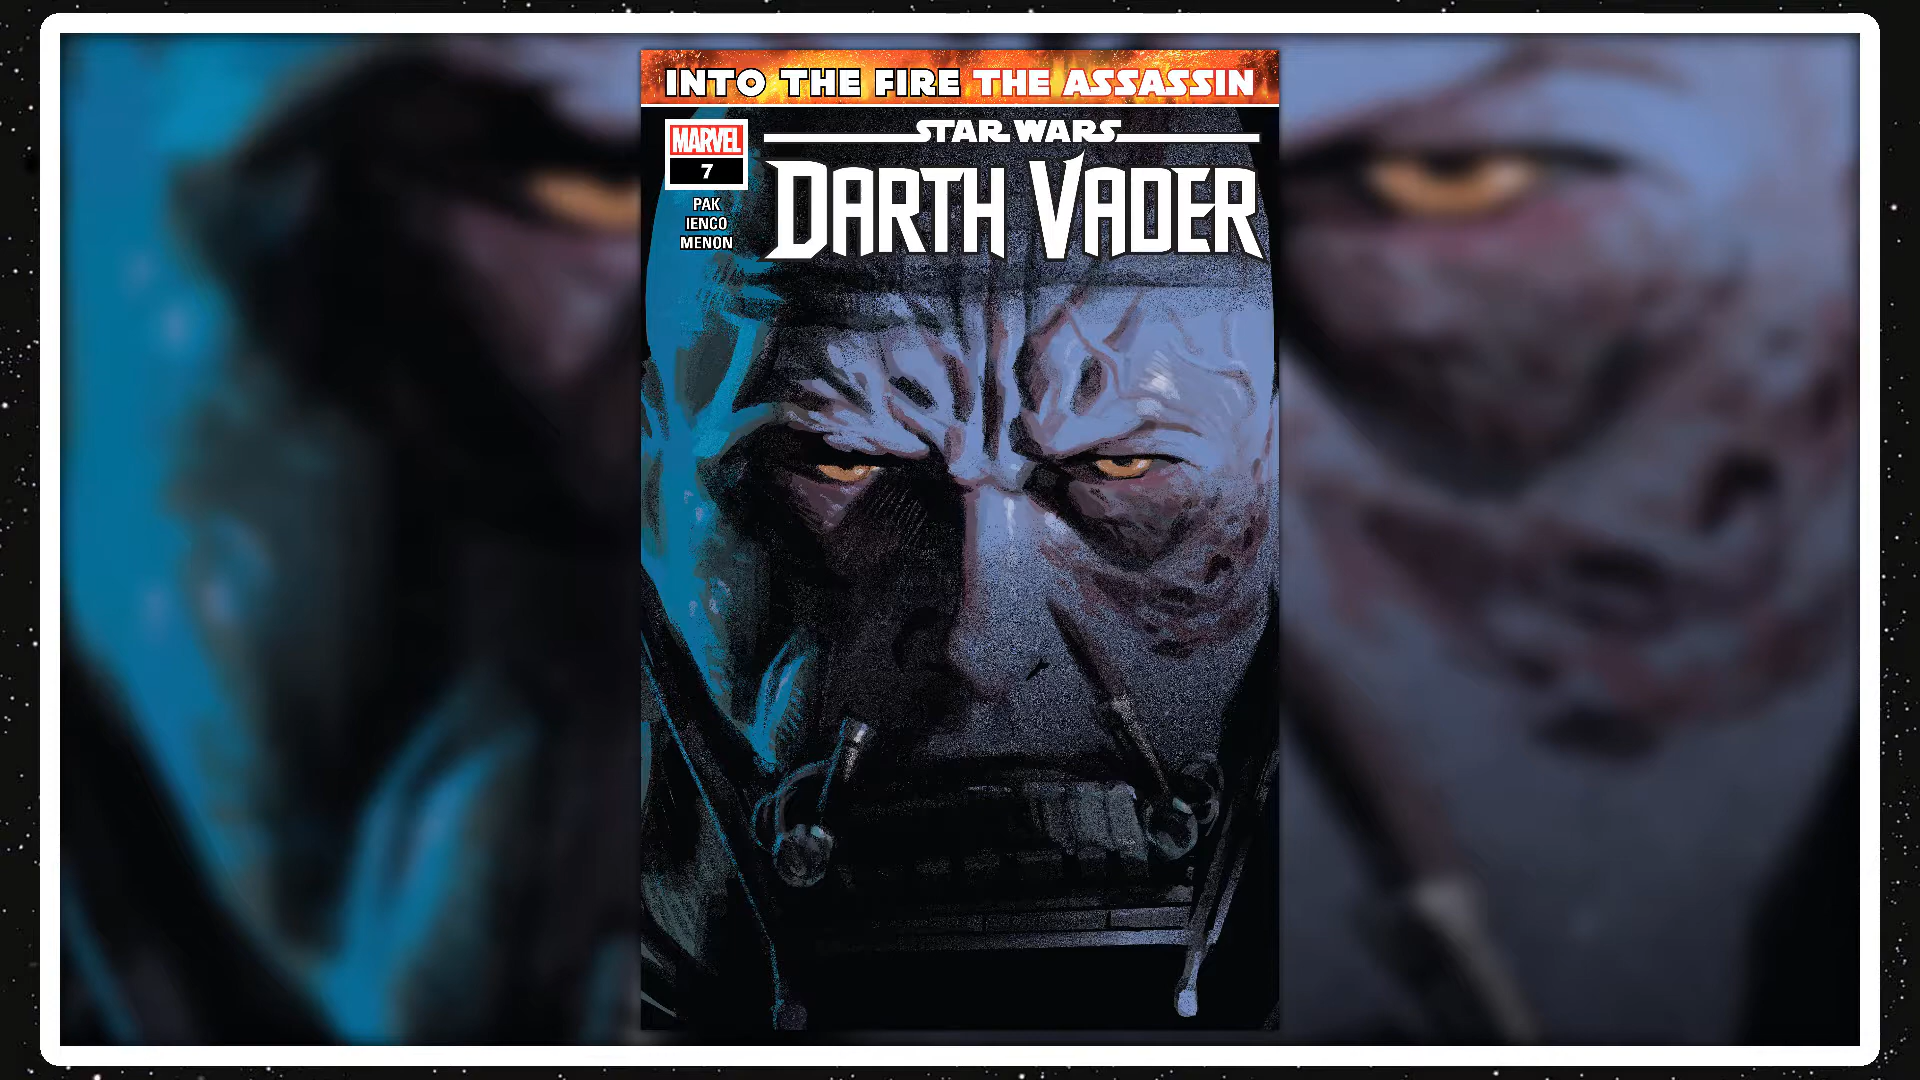 INTO THE FIRE THE ASSASSIN
MARVEL
7
PAK
IENCO
MENON
STAR WARS
DARTH VADER